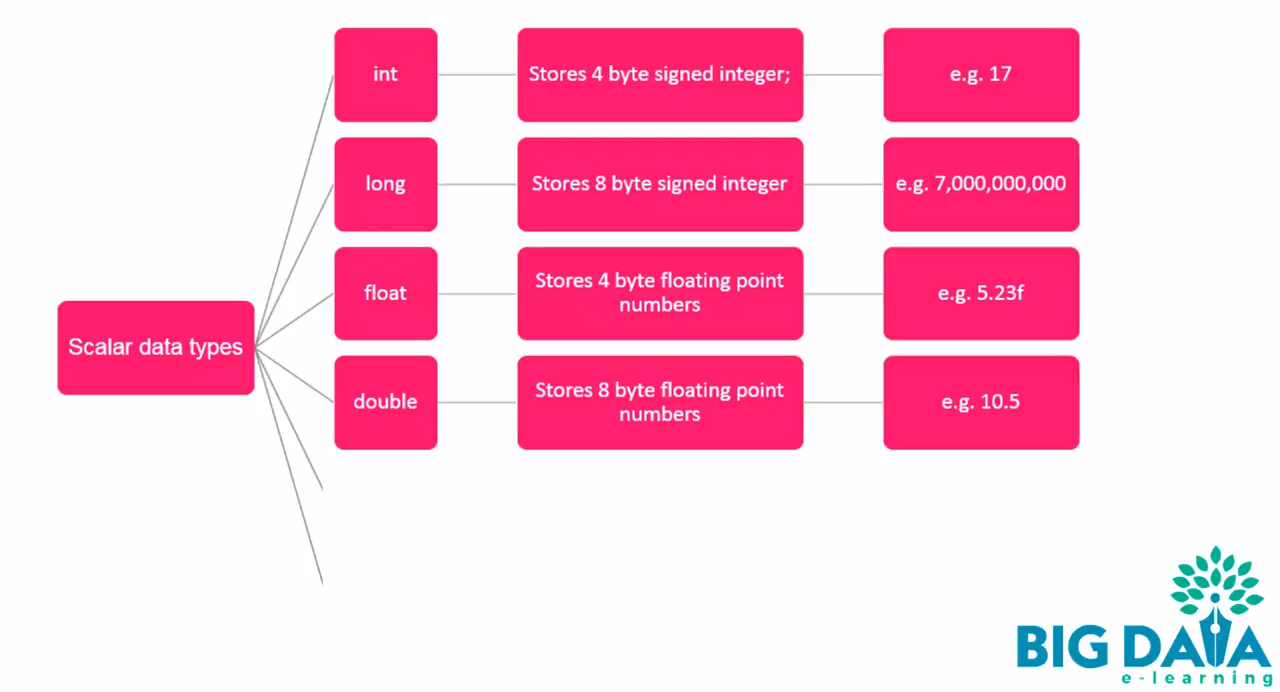 int
Stores 4 byte signed integer;
e.g. 17
long
Stores 8 byte signed integer
e.g. 7,000,000,000
float
Stores 4 byte floating point
numbers
e.g. 5.23f
Scalar data types
double
Stores 8 byte floating point
numbers
e.g. 10.5
BIG DATA
e-learning